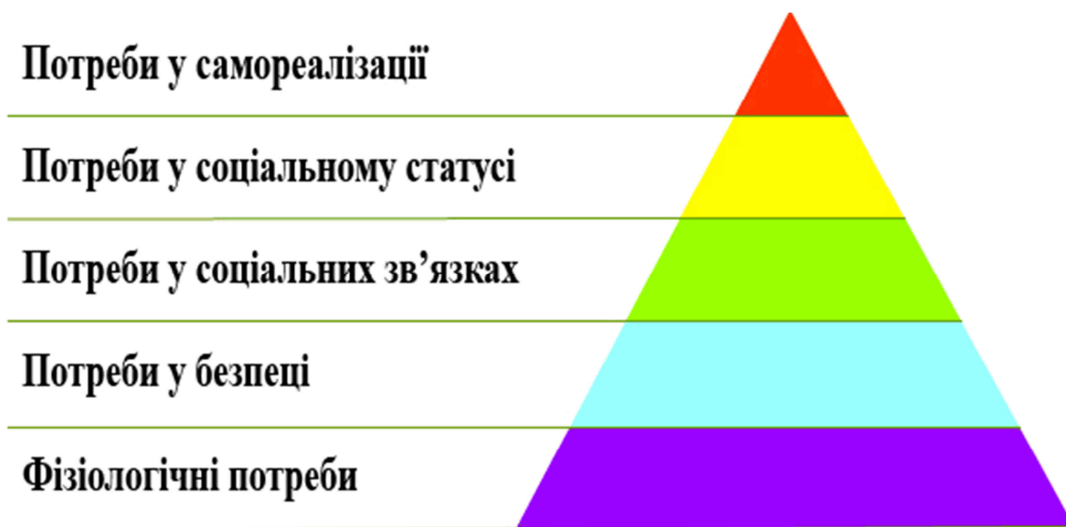 Потреби у самореалізації
Потреби у соціальному статусі
Потреби у соціальних зв’язках
Потреби у безпеці
Фізіологічні потреби